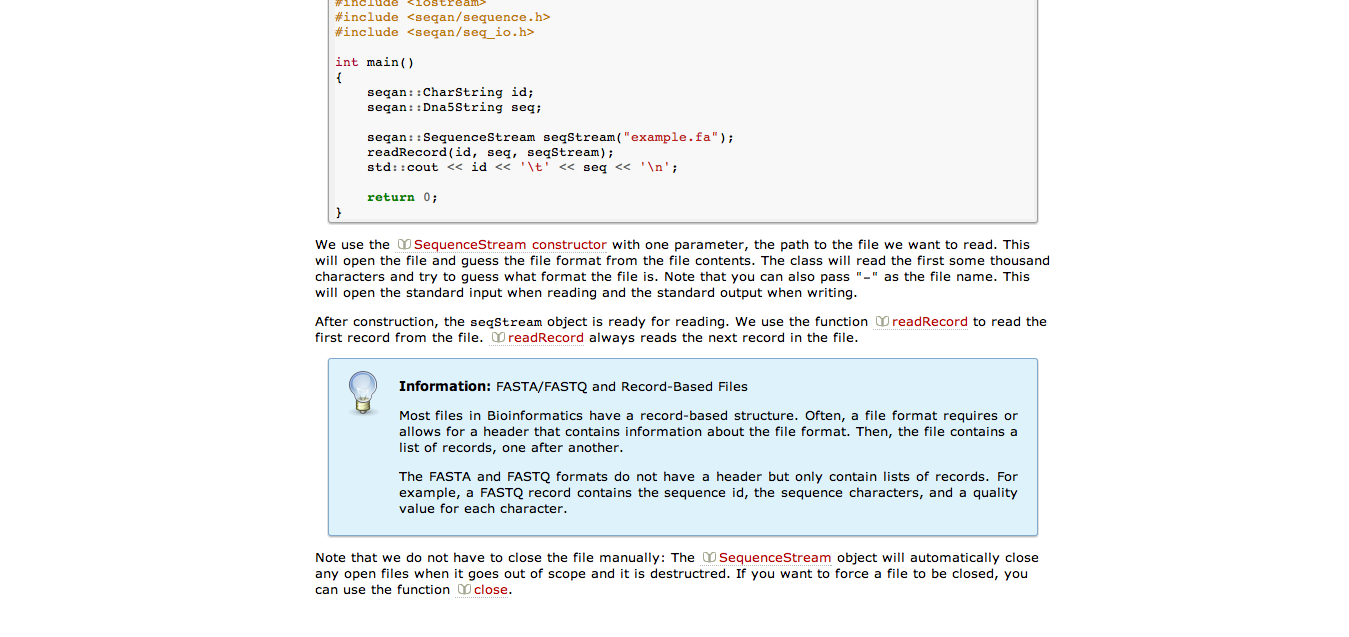 #include <iostream>
#include <seqan/sequence.h>
#include <seqan/seq_io.h>
int main()
{
seqan::CharString id;
seqan::Dna5String seq;
seqan::SequenceStream seqStream("example.fa");
readRecord(id, seq, seqStream);
std::cout << id << '\t' << seq << '\n';
return 0;
}
We use the SequenceStream constructor with one parameter, the path to the file we want to read. This
will open the file and guess the file format from the file contents. The class will read the first some thousand
characters and try to guess what format the file is. Note that you can also pass "-" as the file name. This
will open the standard input when reading and the standard output when writing.
After construction, the seqStream object is ready for reading. We use the function readRecord to read the
first record from the file. readRecord always reads the next record in the file.
Information: FASTA/FASTQ and Record-Based Files
Most files in Bioinformatics have a record-based structure. Often, a file format requires or
allows for a header that contains information about the file format. Then, the file contains a
list of records, one after another.
The FASTA and FASTQ formats do not have a header but only contain lists of records. For
example, a FASTQ record contains the sequence id, the sequence characters, and a quality
value for each character.
Note that we do not have to close the file manually: The SequenceStream object will automatically close
any open files when it goes out of scope and it is destructred. If you want to force a file to be closed, you
can use the function close.